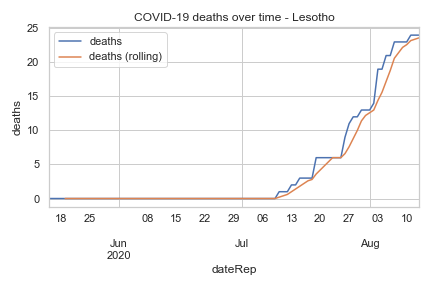 COVID-19 deaths over time - Lesotho
deaths
deaths (rolling)
deaths
25
20
15
10
5
0
18 25 08 15 22 29 06 13 20 27 03 10
Jun Jul Aug
2020
dateRep